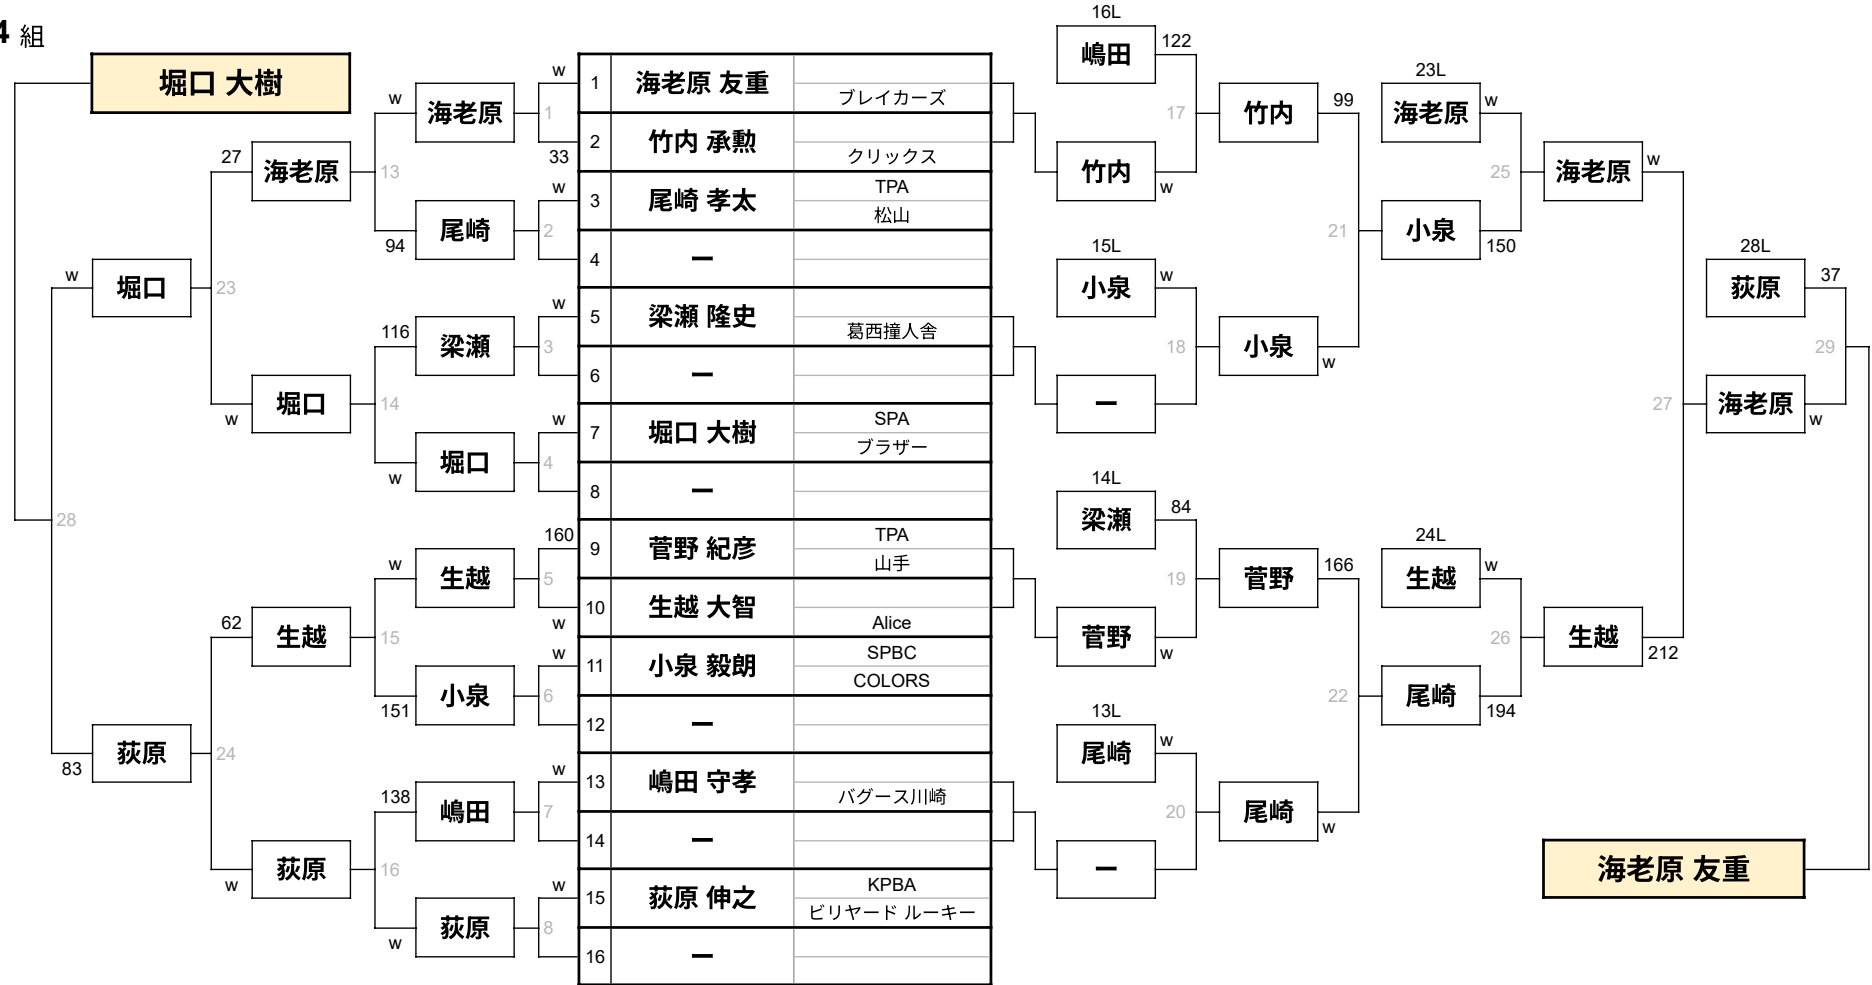 4 組
堀口 大樹
w
27
海老原
w
海老原
1
w
33
13
94
尾崎
2
w
w
堀口
23
116
梁瀬
3
w
w
堀口
14
w
堀口
4
w
28
w
生越
5
160
w
62
生越
15
151
小泉
6
w
83
荻原
24
138
嶋田
7
w
w
荻原
16
w
荻原
8
w
1 海老原 友重 ブレイカーズ
2 竹内 承勲 クリックス
3 尾崎 孝太 TPA
松山
4 ー
5 梁瀬 隆史 葛西撞人舎
6 ー
7 堀口 大樹 SPA
ブラザー
8 ー
9 菅野 紀彦 TPA
山手
10 生越 大智 Alice
11 小泉 毅朗 SPBC
COLORS
12 ー
13 嶋田 守孝 バグース川崎
14 ー
15 荻原 伸之 KPBA
ビリヤード ルーキー
16 ー
16L
嶋田 122
17
竹内 w
竹内 99
15L
小泉 w
18
ー
小泉 w
21
14L
梁瀬 84
19
菅野 w
菅野 166
13L
尾崎 w
20
ー
尾崎 w
22
23L
海老原 w
25
小泉 150
海老原 w
24L
生越 w
26
尾崎 194
生越 212
27
28L
荻原 37
29
海老原 w
海老原 友重